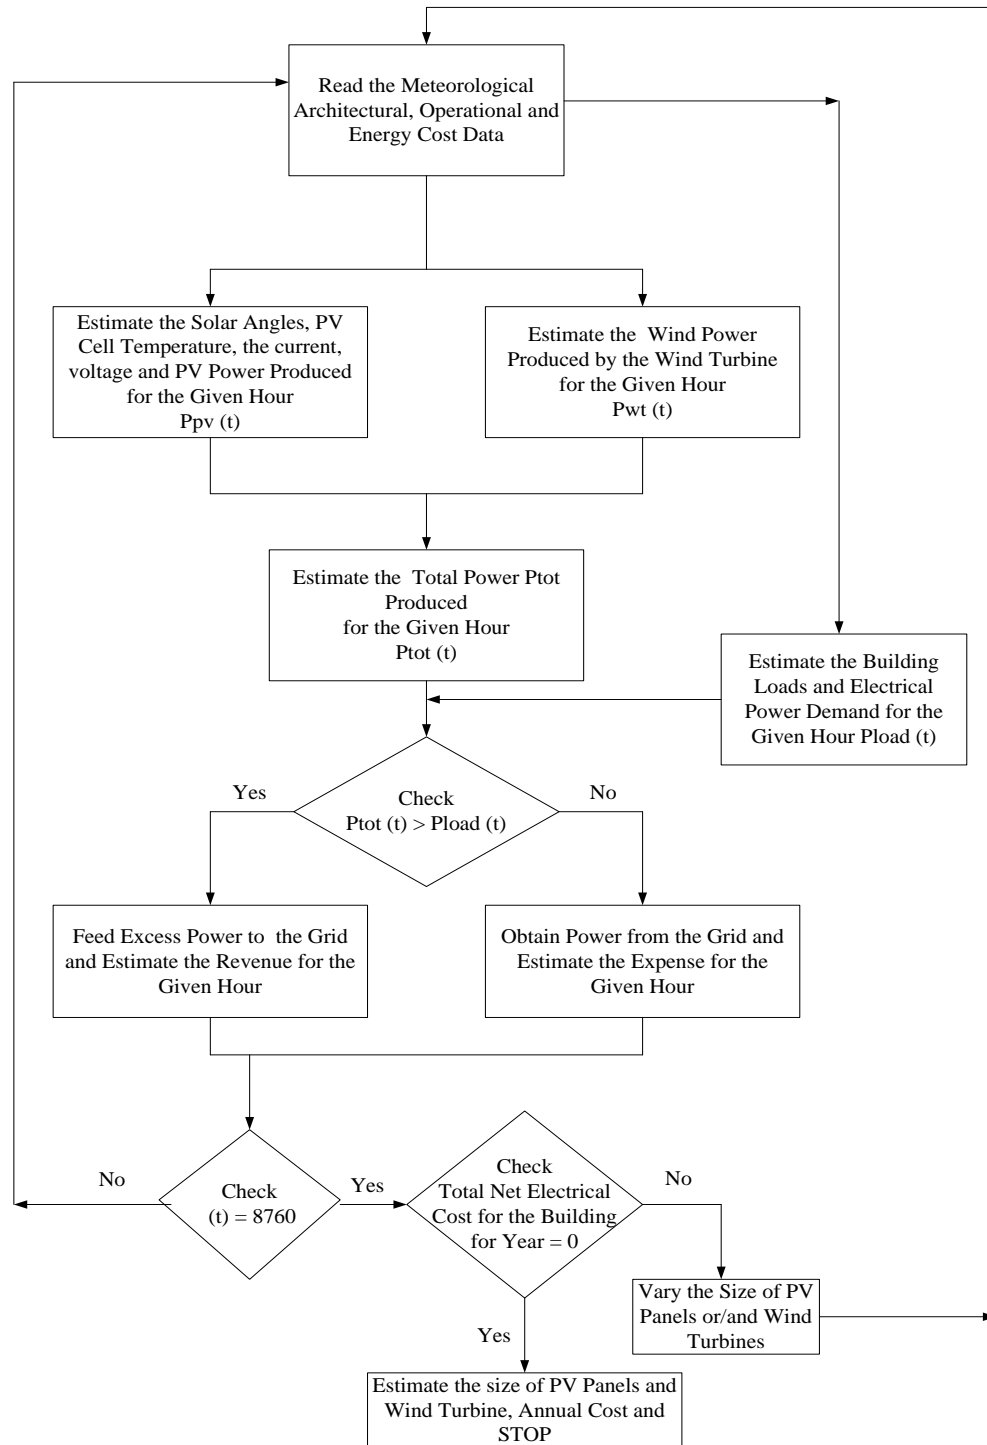 Read the Meteorological
Architectural, Operational and
Energy Cost Data
Estimate the Solar Angles, PV
Cell Temperature, the current,
voltage and PV Power Produced
for the Given Hour
Ppv (t)
Estimate the Wind Power
Produced by the Wind Turbine
for the Given Hour
Pwt (t)
Estimate the Total Power Ptot
Produced
for the Given Hour
Ptot (t)
Estimate the Building
Loads and Electrical
Power Demand for the
Given Hour Pload (t)
Yes
Check
Ptot (t) > Pload (t)
No
Feed Excess Power to the Grid
and Estimate the Revenue for the
Given Hour
Obtain Power from the Grid and
Estimate the Expense for the
Given Hour
No
Check
(t) = 8760
Yes
Check
Total Net Electrical
Cost for the Building
for Year = 0
No
Vary the Size of PV
Panels or/and Wind
Turbines
Yes
Estimate the size of PV Panels and
Wind Turbine, Annual Cost and
STOP